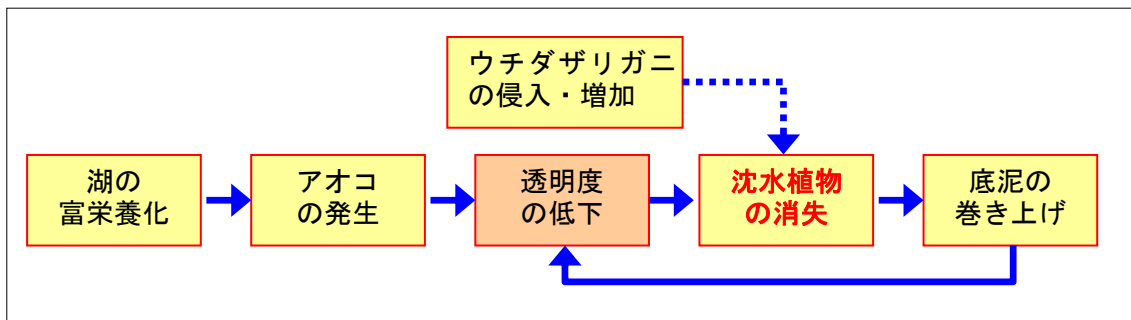 ウチダザリガニ
の侵入・増加
湖の
富栄養化
アオコ
の発生
透明度
の低下
沈水植物
の消失
底泥の
巻き上げ